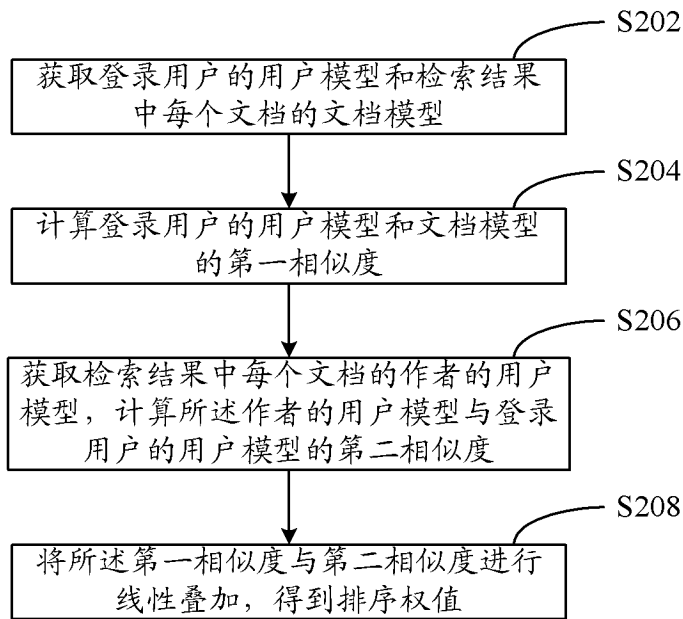 S202
获取登录用户的用户模型和检索结果
中每个文档的文档模型
S204
计算登录用户的用户模型和文档模型
的第一相似度
S206
获取检索结果中每个文档的作者的用户
模型，计算所述作者的用户模型与登录
用户的用户模型的第二相似度
S208
将所述第一相似度与第二相似度进行
线性叠加，得到排序权值